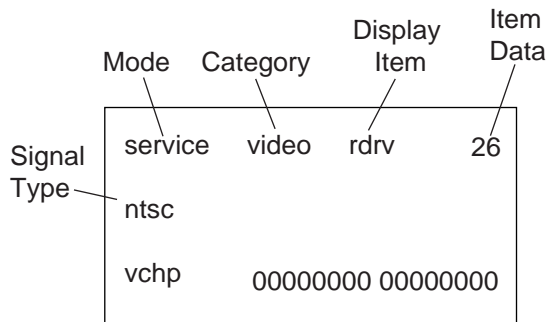 Mode Category Display Item Item Data
Signal Type
service video rdrv 26
ntsc
vchp 00000000 00000000